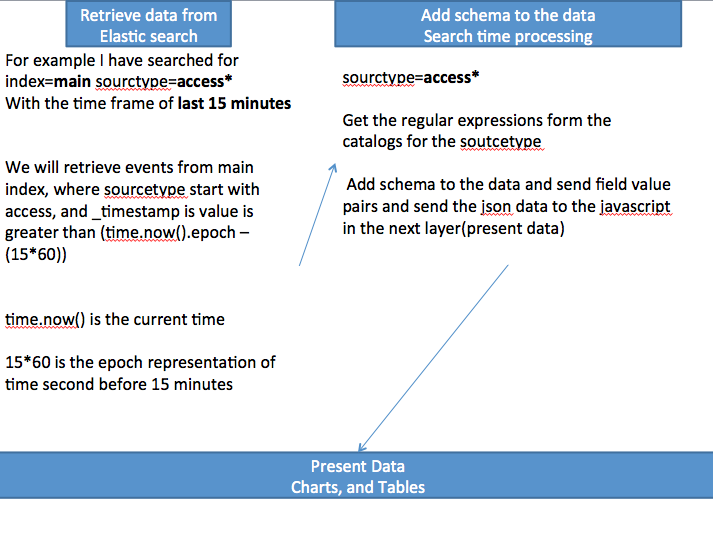 Retrieve data from
Elastic search
For example I have searched for
index=main sourctype=access*
With the time frame of last 15 minutes
We will retrieve events from main
index, where sourcetype start with
access, and _timestamp is value is
greater than (time.now().epoch –
(15*60))
time.now() is the current time
15*60 is the epoch representation of
time second before 15 minutes
Add schema to the data
Search time processing
sourctype=access*
Get the regular expressions form the
catalogs for the soutcetype
Add schema to the data and send field value
pairs and send the json data to the javascript
in the next layer(present data)
Present Data
Charts, and Tables